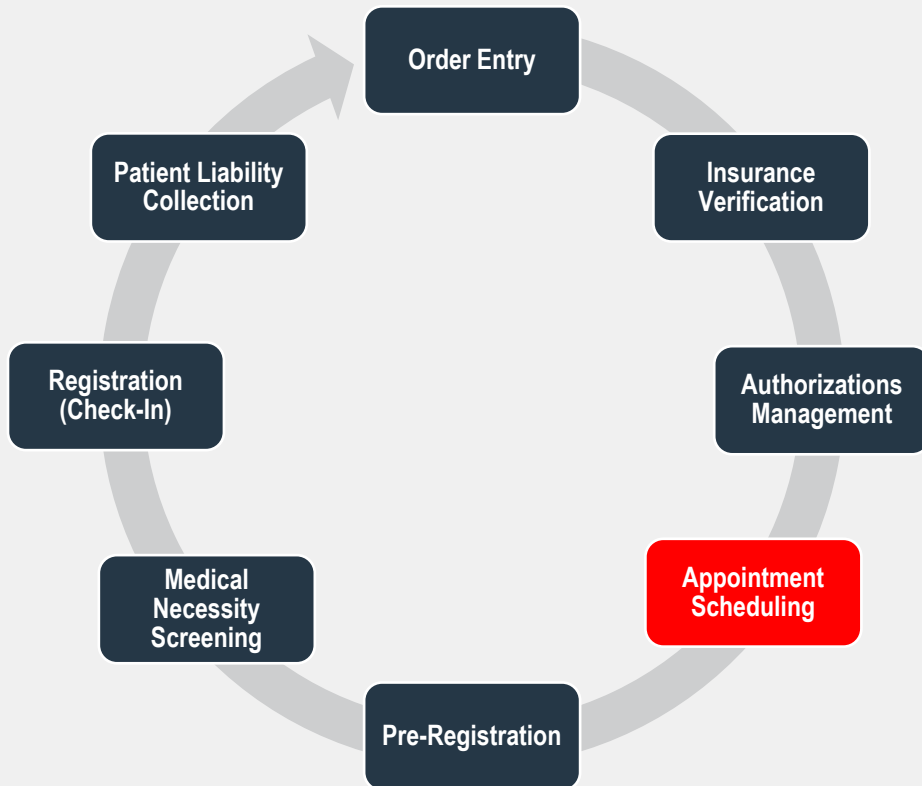 Order Entry
Insurance
Verification
Authorizations
Management
Appointment
Scheduling
Pre-Registration
Medical
Necessity
Screening
Registration
(Check-In)
Patient Liability
Collection